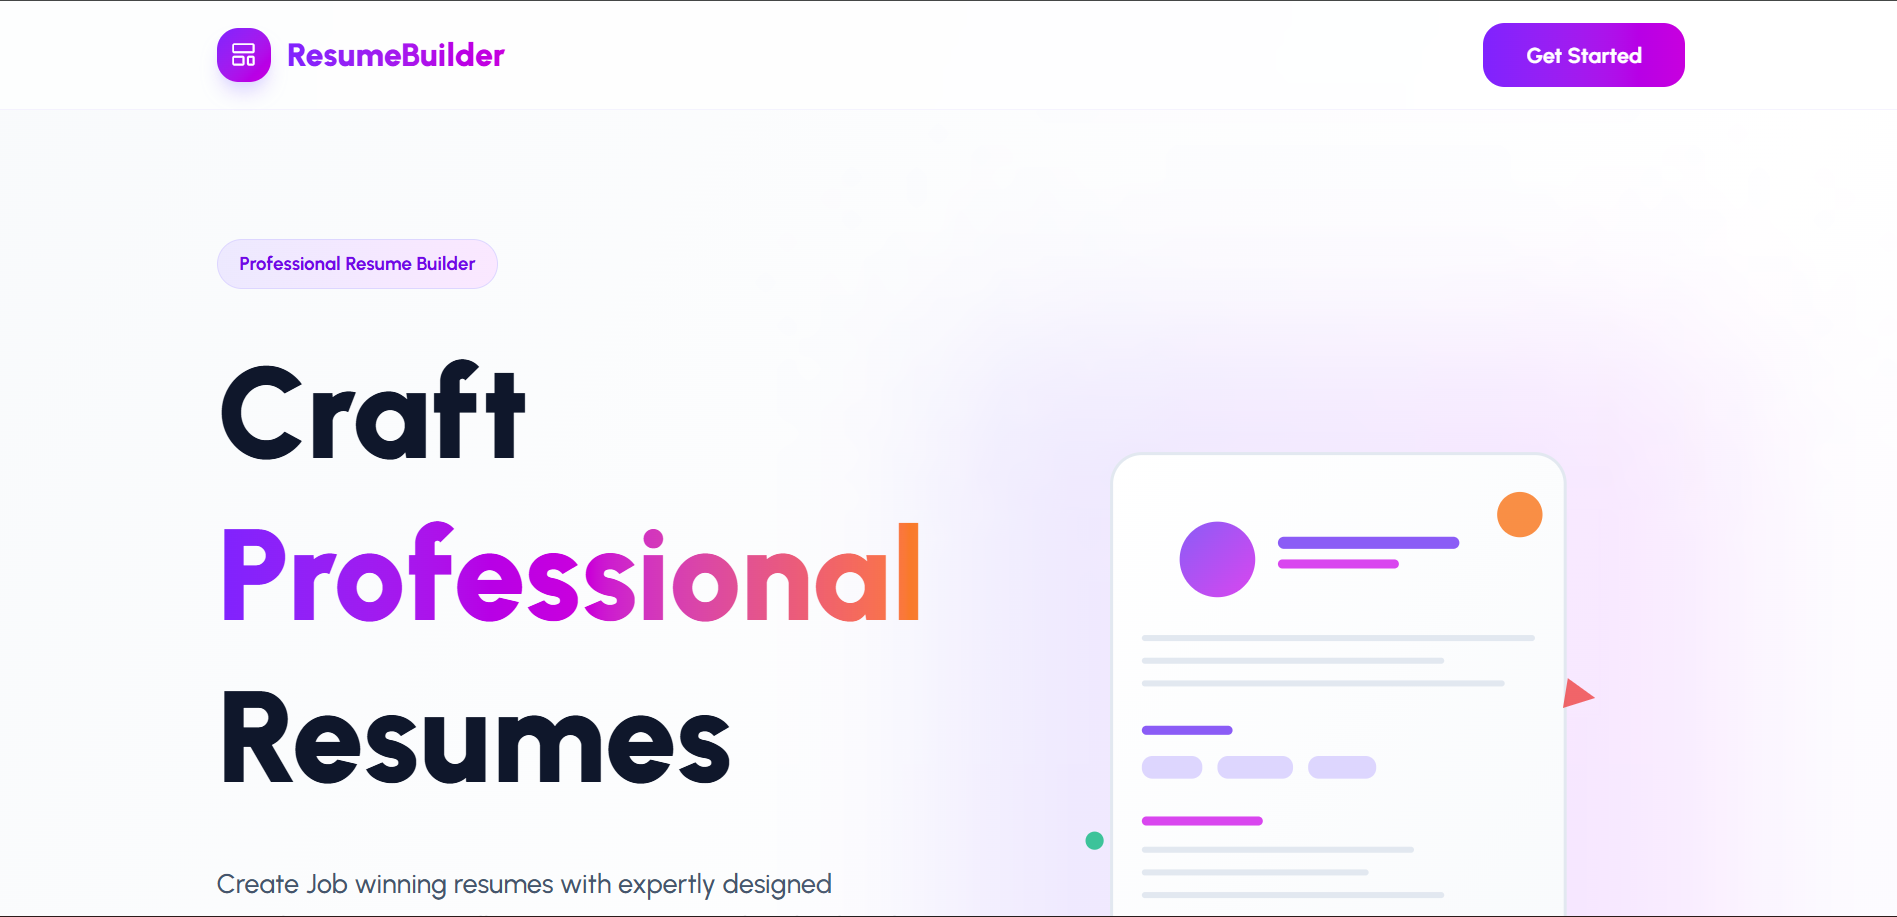 ResumeBuilder
Get Started
Professional Resume Builder
Craft
Professional
Resumes
Create Job winning resumes with expertly designed